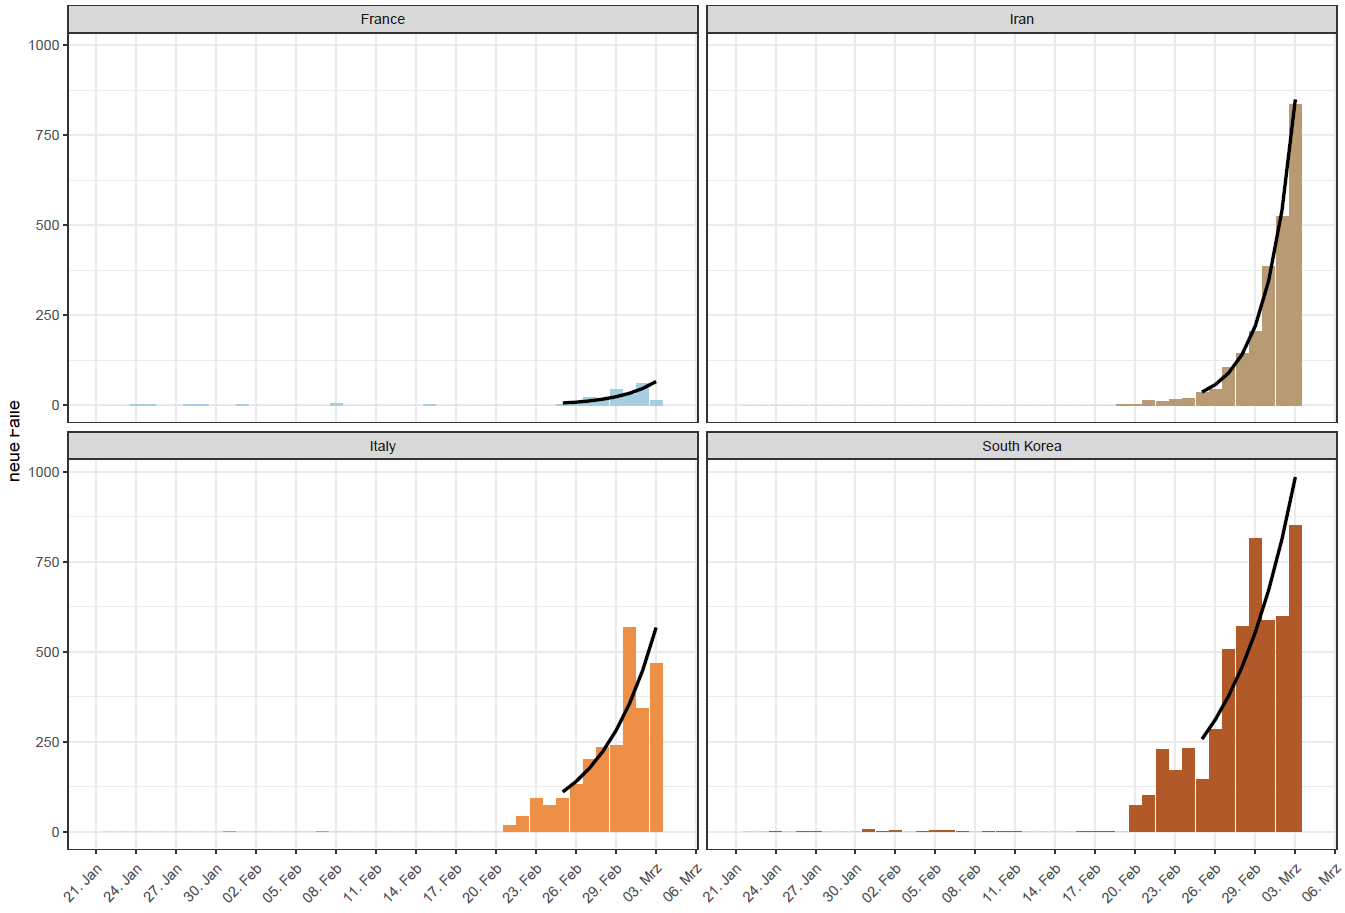 France
Iran
1000
750
500
250
0
neue Fälle
Italy
South Korea
1000
750
500
250
0
21. Jan
24. Jan
27. Jan
30. Jan
02. Feb
05. Feb
08. Feb
11. Feb
14. Feb
17. Feb
20. Feb
23. Feb
26. Feb
29. Feb
03. Mrz
06. Mrz
21. Jan
24. Jan
27. Jan
30. Jan
02. Feb
05. Feb
08. Feb
11. Feb
14. Feb
17. Feb
20. Feb
23. Feb
26. Feb
29. Feb
03. Mrz
06. Mrz